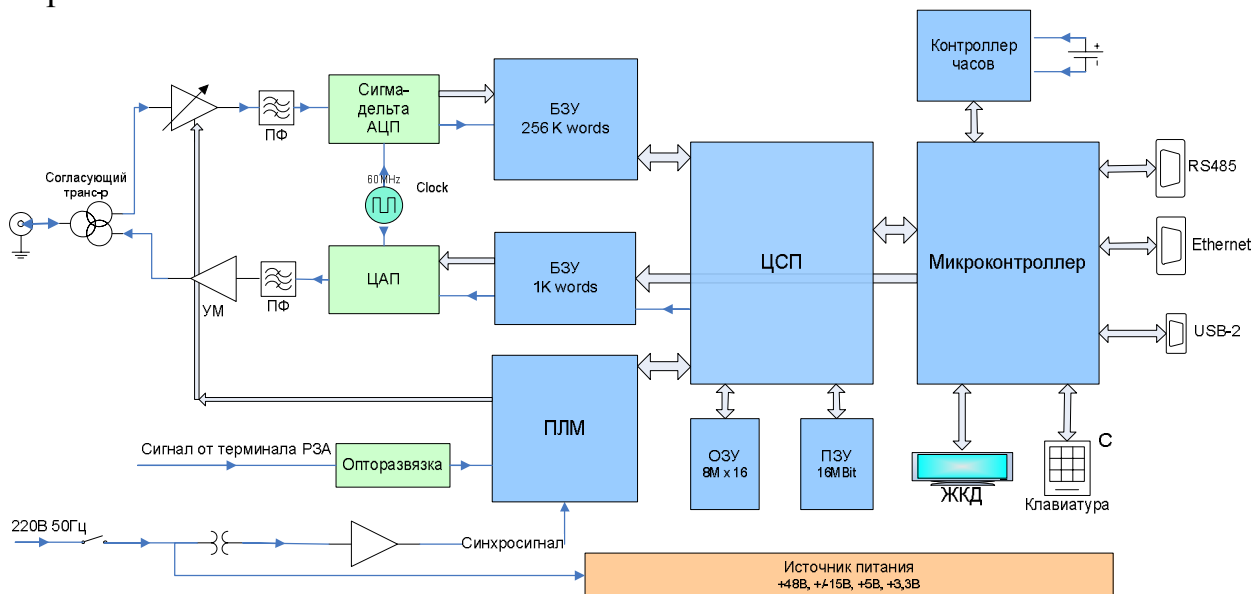 Контроллер
часов
+
Сигма-
дельта
АЦП
БЗУ
256 K words
ПФ
RS485
Согласующий
транс-р
60MHz
Clock
Ethernet
ЦАП
БЗУ
1K words
ЦСП
Микроконтроллер
ПФ
УМ
USB-2
ПЛМ
Сигнал от терминала РЗА
Опторазвязка
ОЗУ
8M x 16
ПЗУ
16MBit
ЖКД
С
Клавиатура
220В 50Гц
Синхросигнал
Источник питания
+48В, +/-15В, +5В, +3,3В